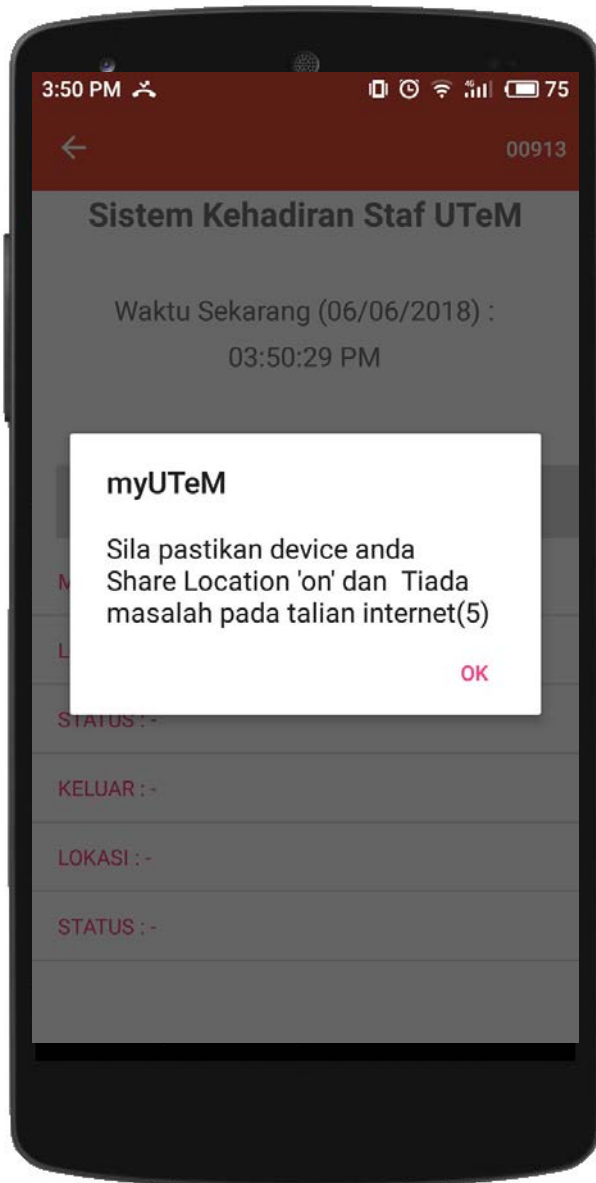 3:50 PM 4G 75
00913
Sistem Kehadiran Staf UTeM
Waktu Sekarang (06/06/2018) :
03:50:29 PM
myUTeM
Sila pastikan device anda
Share Location 'on' dan Tiada
masalah pada talian internet(5)
OK
STATUS : -
KELUAR : -
LOKASI : -
STATUS : -